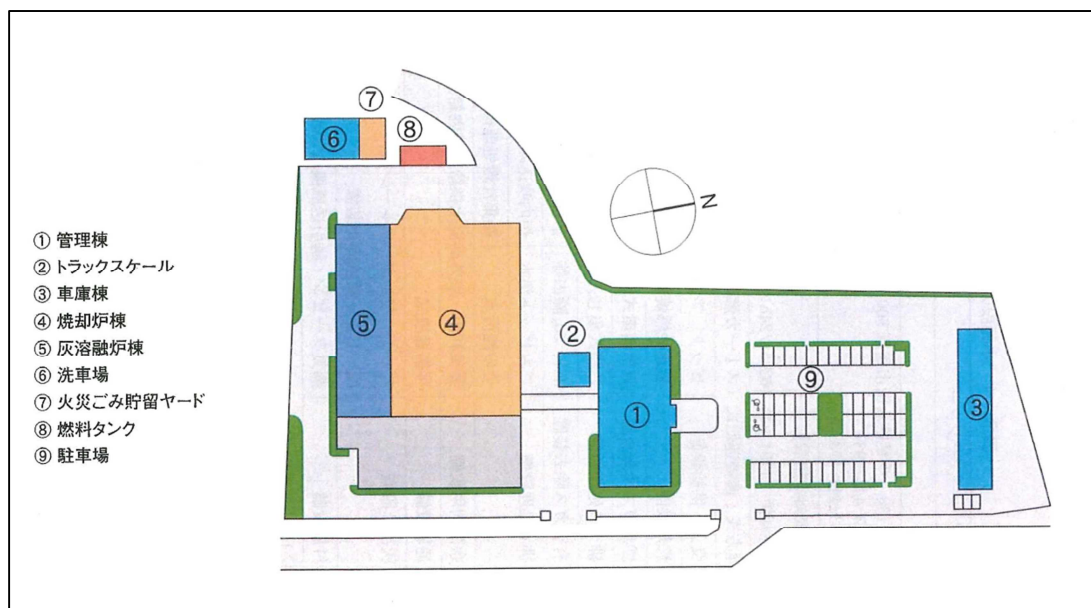 ① 管理棟
② トラックスケール
③ 車庫棟
④ 焼却炉棟
⑤ 灰溶融炉棟
⑥ 洗車場
⑦ 火災ごみ貯留ヤード
⑧ 燃料タンク
⑨ 駐車場
⑦
⑥
⑧
N
⑤
④
②
①
⑨
③